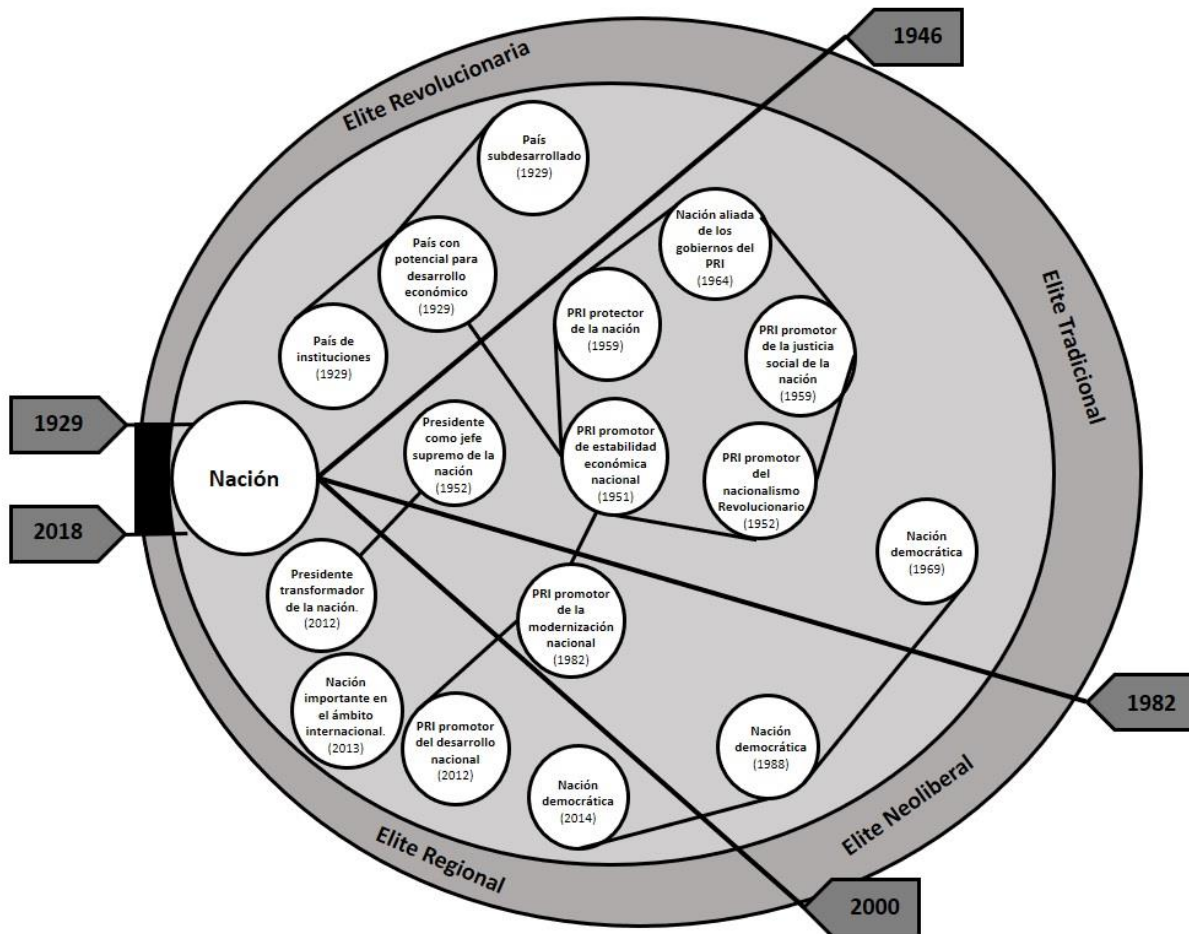 1946
Elite Revolucionaria
País
subdesarrollado
(1929)
Nación aliada
de los
gobiernos del
PRI
(1964)
País con
potencial para
desarrollo
económico
(1929)
Elite Tradicional
PRI protector
de la nación
(1959)
PRI promotor
de la justicia
social de la
nación
(1959)
País de
instituciones
(1929)
1929
Presidente
como jefe
supremo de la
nación
(1952)
PRI promotor
de estabilidad
económica
nacional
(1951)
PRI promotor
del
nacionalismo
Revolucionario
(1952)
Nación
2018
Nación
democrática
(1969)
Presidente
transformador
de la nación.
(2012)
PRI promotor
de la
modernización
nacional
(1982)
Nación
importante en
el ámbito
internacional.
(2013)
1982
PRI promotor
del desarrollo
nacional
(2012)
Nación
democrática
(1988)
Nación
democrática
(2014)
Elite Neoliberal
Elite Regional
2000